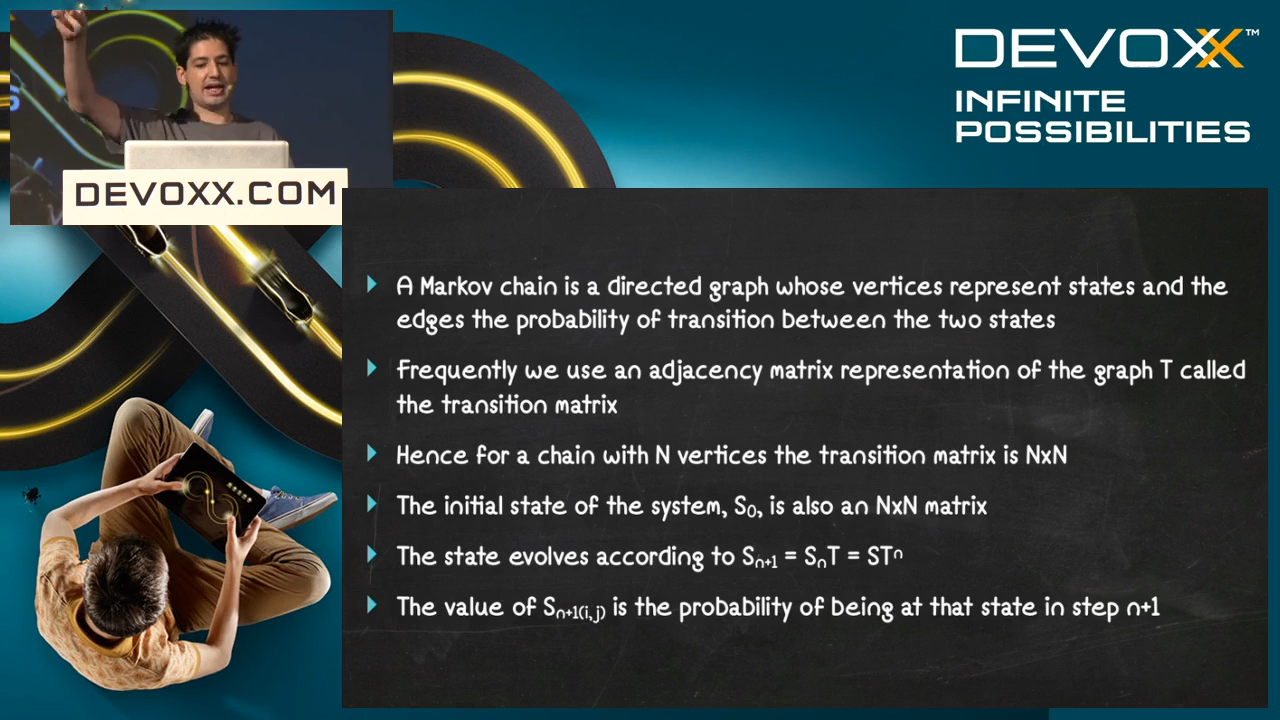 DEVOXX™
INFINITE
POSSIBILITIES
DEVOXX.COM
A Markov chain is a directed graph whose vertices represent states and the
edges the probability of transition between the two states
Frequently we use an adjacency matrix representation of the graph T called
the transition matrix
Hence for a chain with N vertices the transition matrix is NxN
The initial state of the system, S₀, is also an NxN matrix
The state evolves according to Sₙ₊₁ = SₙT = STⁿ
The value of Sₙ₊₁₍ᵢ,ⱼ₎ is the probability of being at that state in step n+1